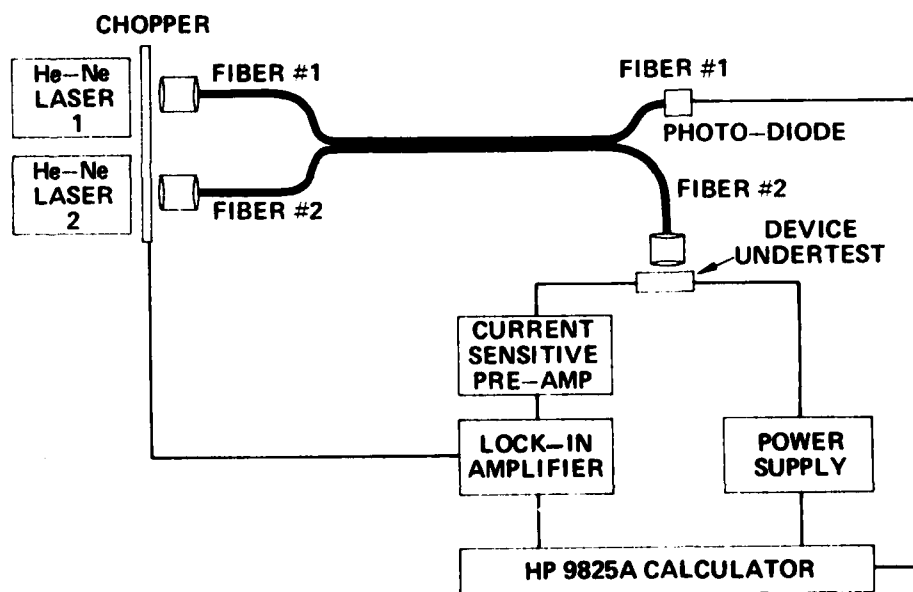 CHOPPER
He-Ne
LASER
1
FIBER #1
FIBER #1
PHOTO-DIODE
He-Ne
LASER
2
FIBER #2
FIBER #2
DEVICE
UNDERTEST
CURRENT
SENSITIVE
PRE-AMP
LOCK-IN
AMPLIFIER
POWER
SUPPLY
HP 9825A CALCULATOR